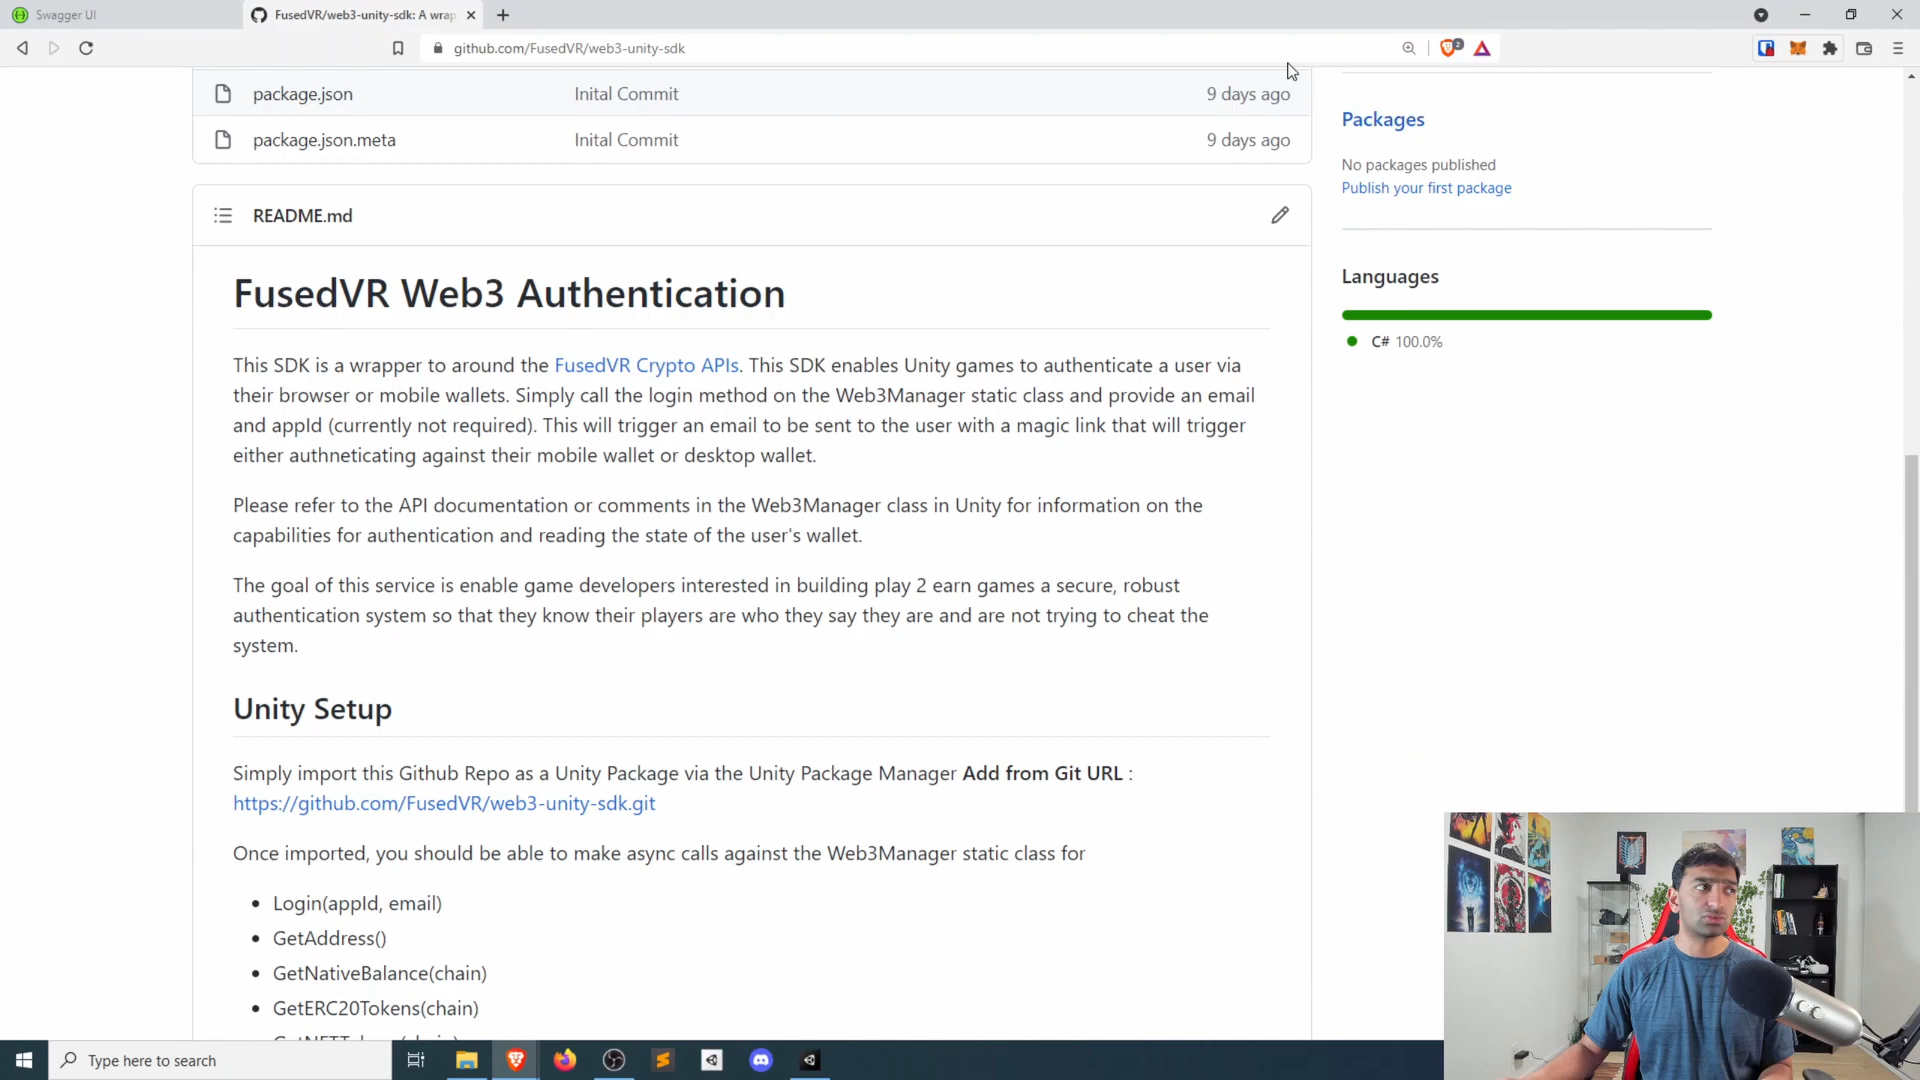 Swagger UI
FusedVR/web3-unity-sdk: A wrap
github.com/FusedVR/web3-unity-sdk
2
package.json Inital Commit 9 days ago
package.json.meta Inital Commit 9 days ago
Packages
No packages published
Publish your first package
Languages
C# 100.0%
README.md
FusedVR Web3 Authentication
This SDK is a wrapper to around the FusedVR Crypto APIs. This SDK enables Unity games to authenticate a user via
their browser or mobile wallets. Simply call the login method on the Web3Manager static class and provide an email
and appId (currently not required). This will trigger an email to be sent to the user with a magic link that will trigger
either authneticating against their mobile wallet or desktop wallet.
Please refer to the API documentation or comments in the Web3Manager class in Unity for information on the
capabilities for authentication and reading the state of the user's wallet.
The goal of this service is enable game developers interested in building play 2 earn games a secure, robust
authentication system so that they know their players are who they say they are and are not trying to cheat the
system.
Unity Setup
Simply import this Github Repo as a Unity Package via the Unity Package Manager Add from Git URL :
https://github.com/FusedVR/web3-unity-sdk.git
Once imported, you should be able to make async calls against the Web3Manager static class for
• Login(appId, email)
• GetAddress()
• GetNativeBalance(chain)
• GetERC20Tokens(chain)
Type here to search